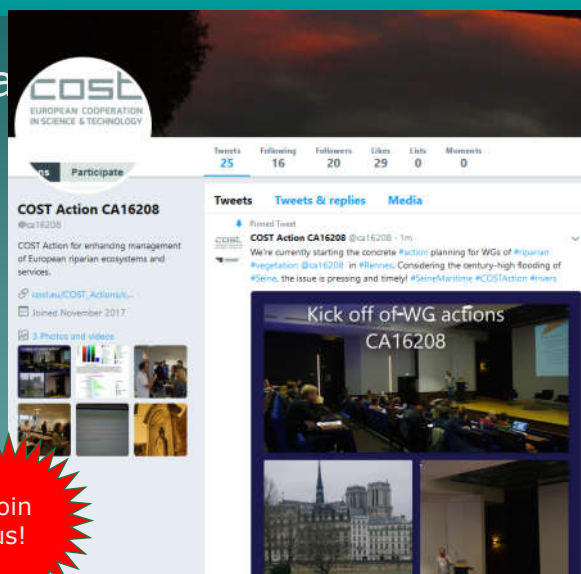 cost
EUROPEAN COOPERATION
IN SCIENCE & TECHNOLOGY
Participate
Tweets Following Followers Likes Lists Moments
25 16 20 29 0 0
COST Action CA16208
@ca16208
COST Action for enhancing management
of European riparian ecosystems and
services.
cost.eu/COST_Actions/c...
Joined November 2017
3 Photos and videos
Tweets Tweets & replies Media
Pinned Tweet
COST Action CA16208 @ca16208 · 1m
We're currently starting the concrete #action planning for WGs of #riparian
#vegetation @ca16208 in #Rennes. Considering the century-high flooding of
#Seine, the issue is pressing and timely! #SeineMaritime #COSTAction #rivers
Kick off of WG actions
CA16208
us!